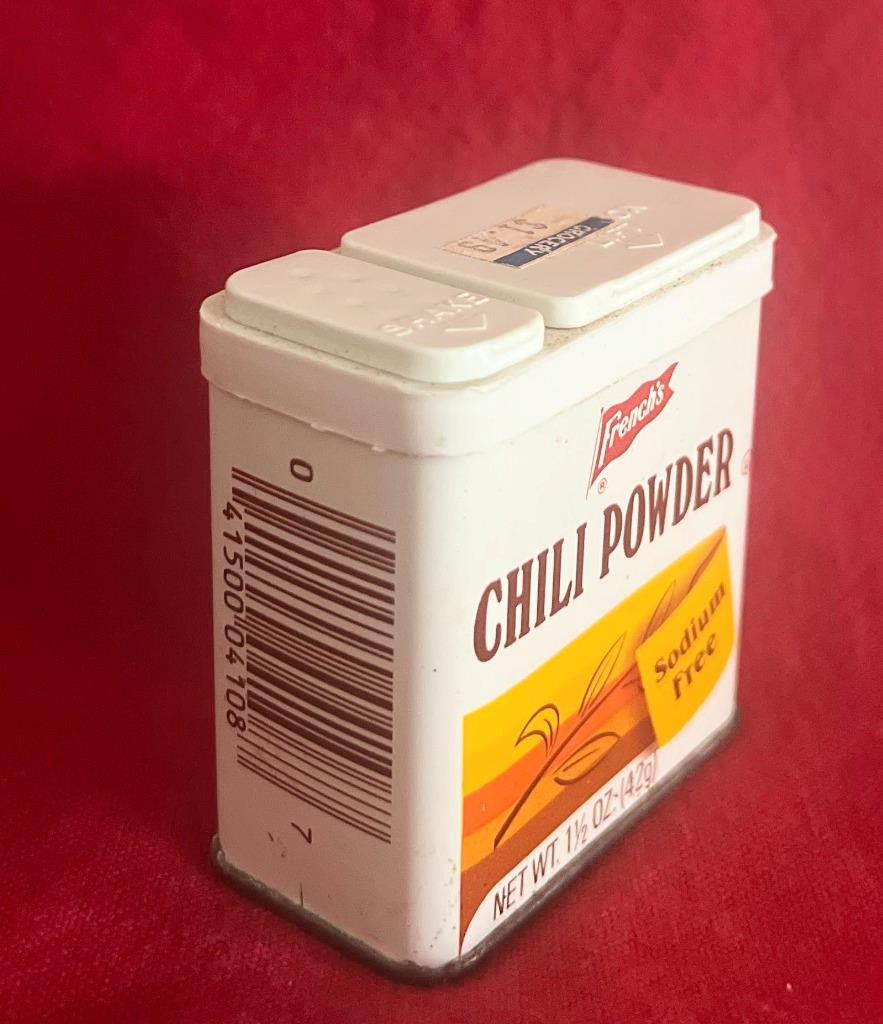 $1.49
GROCERY
SHAKE
LIFT
French's
®
CHILI POWDER
Sodium
Free
NET WT. 1½ OZ. (42g)
0
41500 04108
7